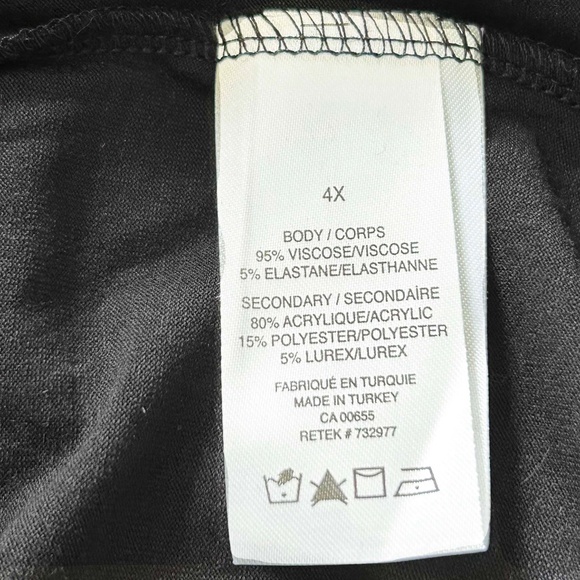 4X
BODY / CORPS
95% VISCOSE/VISCOSE
5% ELASTANE/ELASTHANNE
SECONDARY / SECONDAÌRE
80% ACRYLIQUE/ACRYLIC
15% POLYESTER/POLYESTER
5% LUREX/LUREX
FABRIQUÉ EN TURQUIE
MADE IN TURKEY
CA 00655
RETEK # 732977